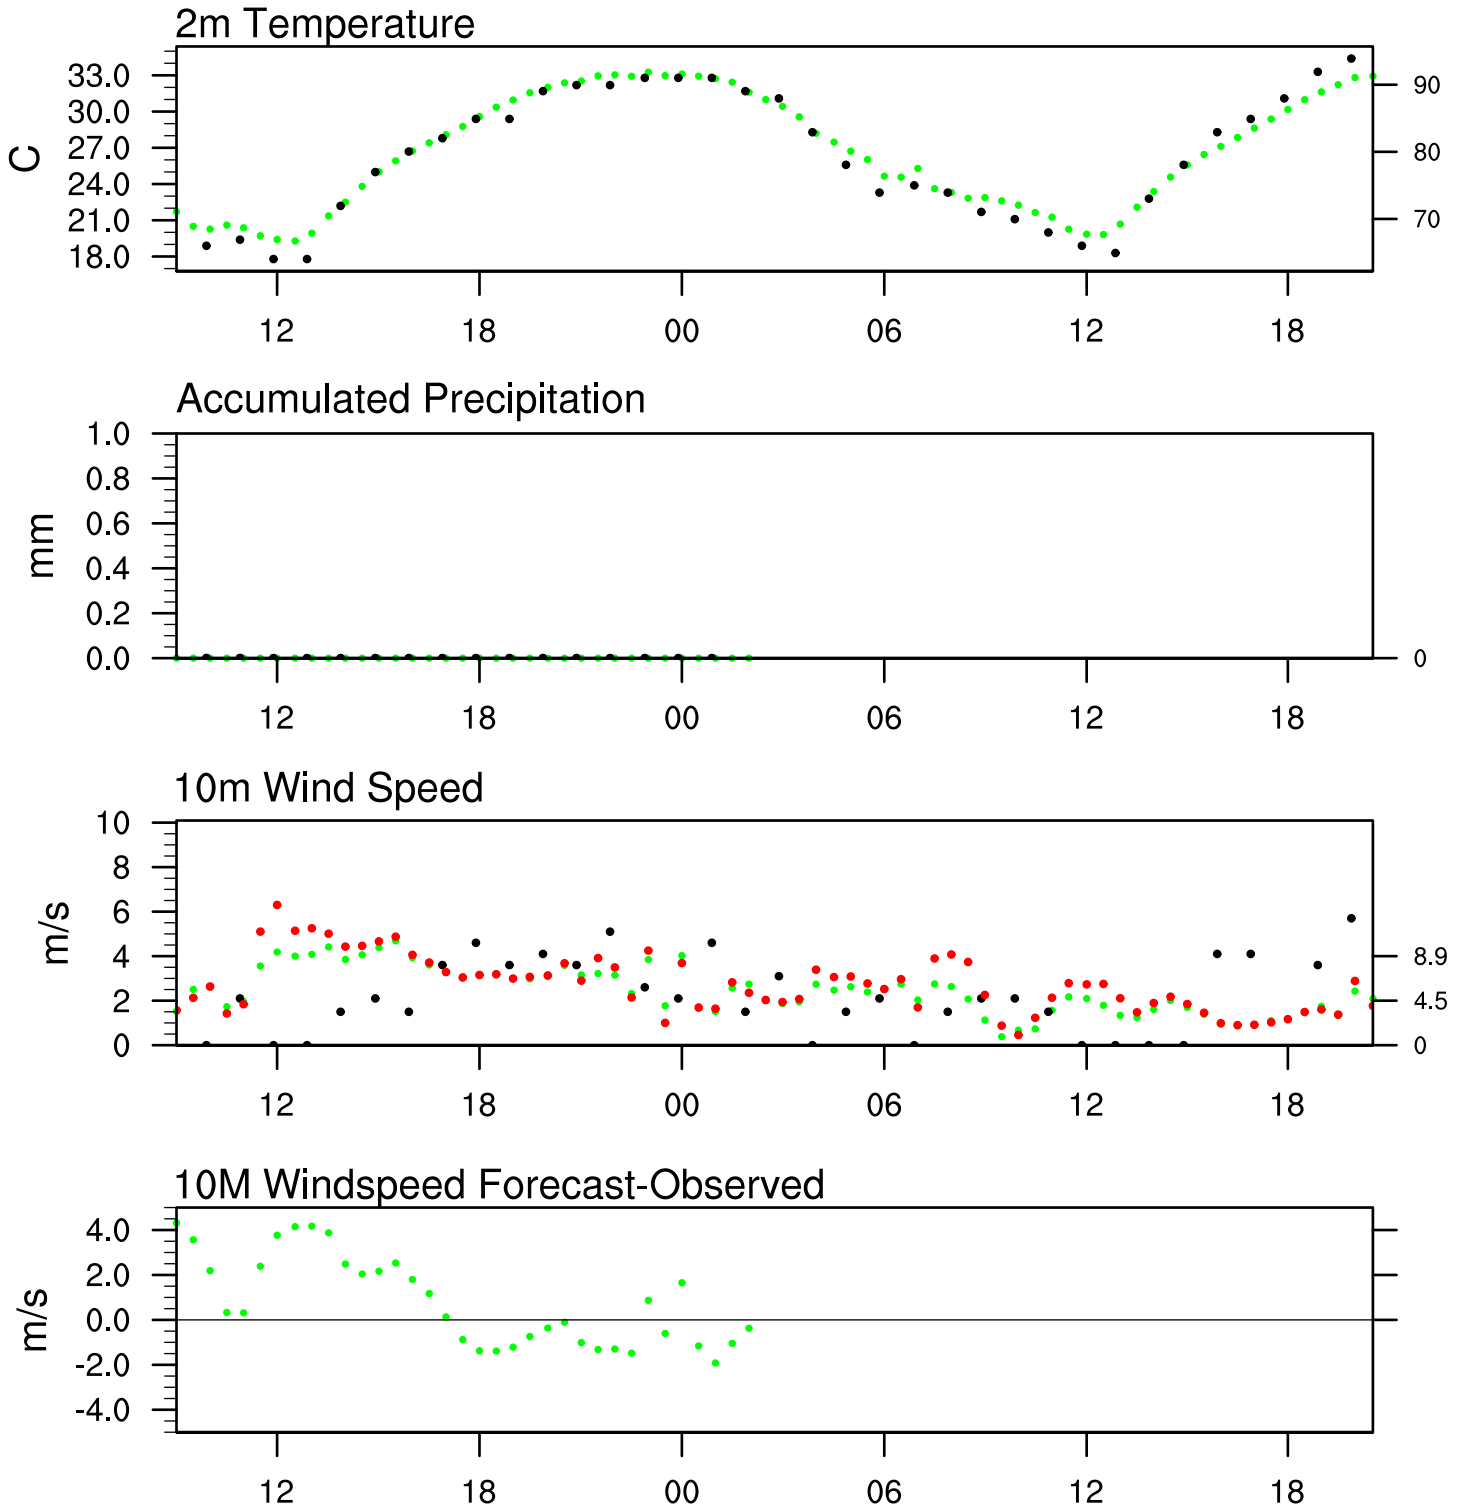 2m Temperature
33.0
30.0
27.0
24.0
21.0
18.0
C
90
80
70
12 18 00 06 12 18
Accumulated Precipitation
1.0
0.8
0.6
0.4
0.2
0.0
mm
0
12 18 00 06 12 18
10m Wind Speed
10
8
6
4
2
0
m/s
8.9
4.5
0
12 18 00 06 12 18
10M Windspeed Forecast-Observed
4.0
2.0
0.0
-2.0
-4.0
m/s
12 18 00 06 12 18